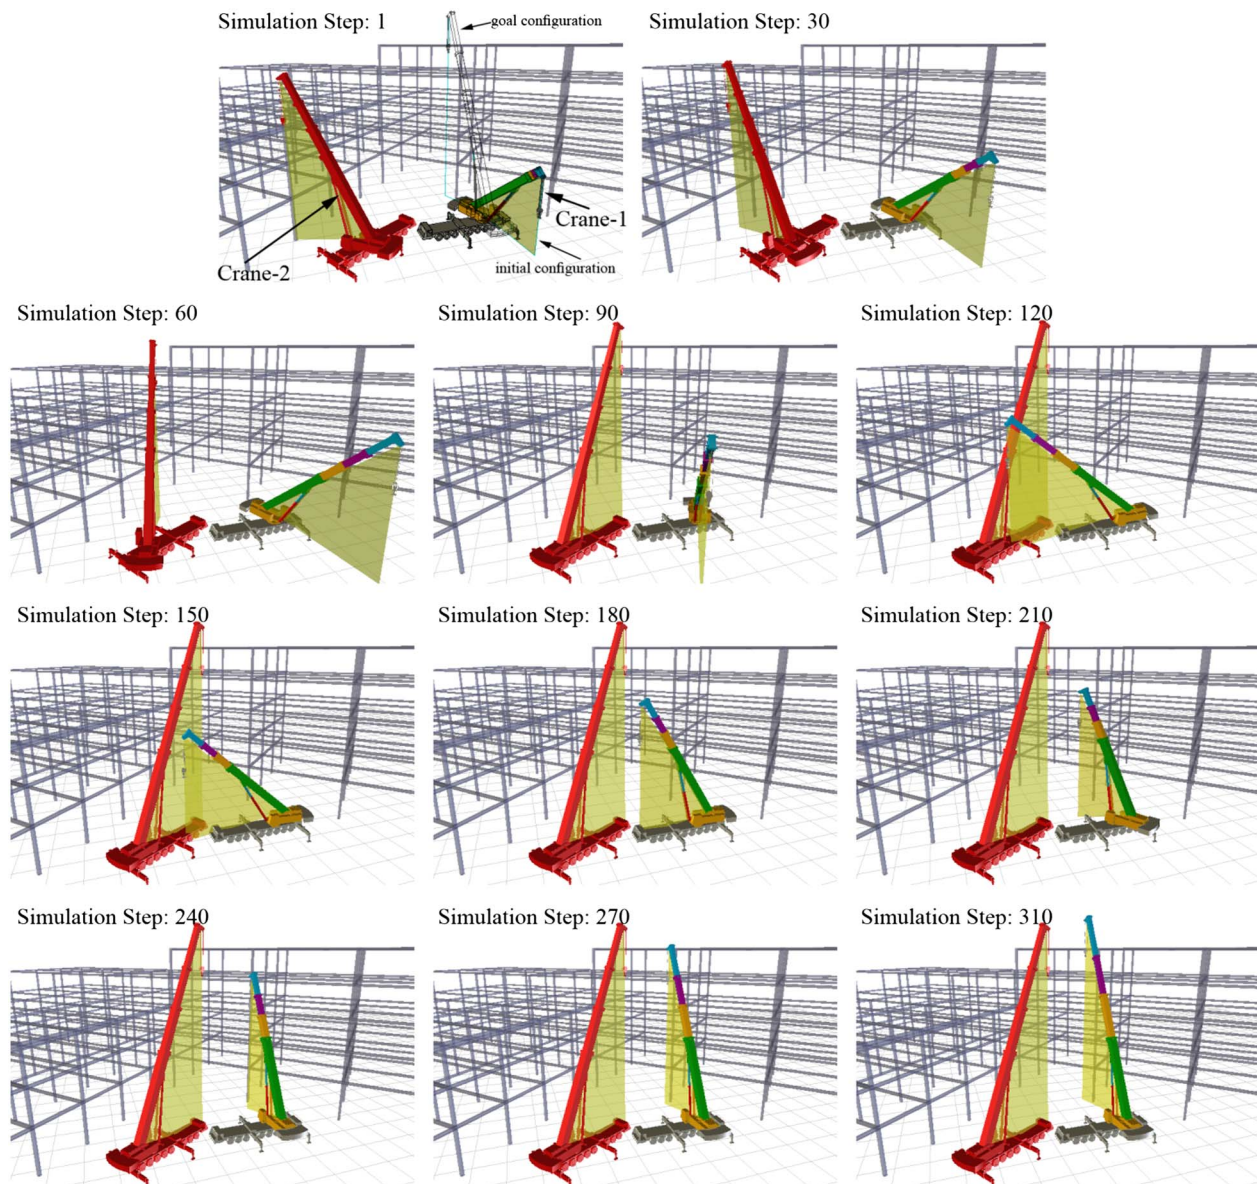 Simulation Step: 1
goal configuration
Crane-1
initial configuration
Crane-2
Simulation Step: 30
Simulation Step: 60
Simulation Step: 90
Simulation Step: 120
Simulation Step: 150
Simulation Step: 180
Simulation Step: 210
Simulation Step: 240
Simulation Step: 270
Simulation Step: 310